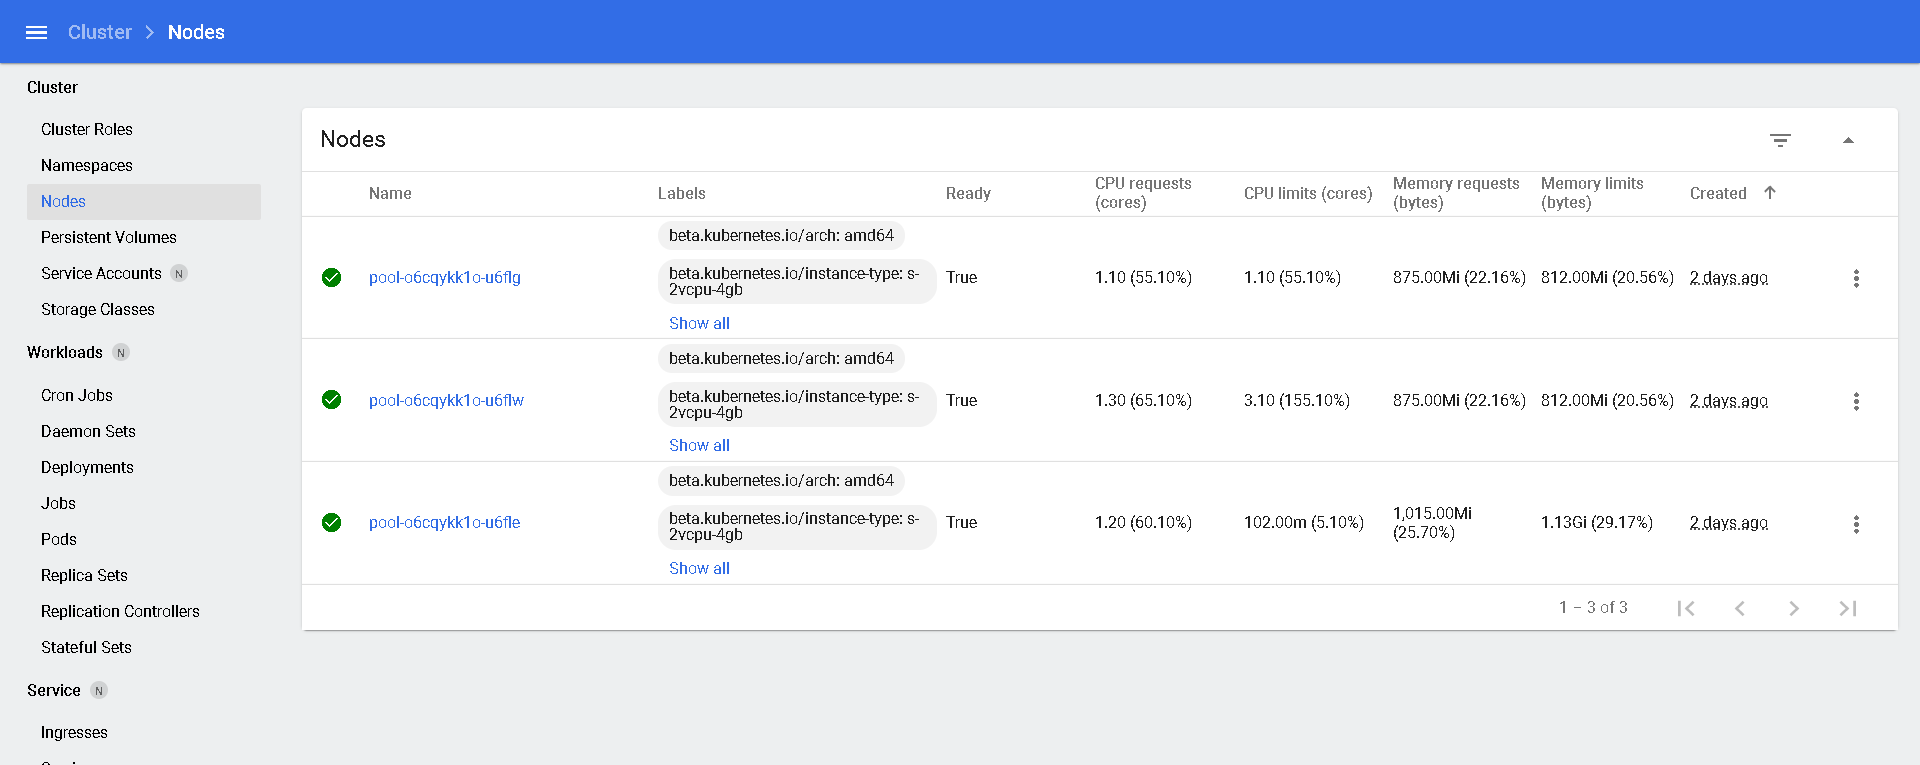 Cluster
Nodes
Cluster
Cluster Roles
Namespaces
Nodes
Persistent Volumes
Service Accounts N
Storage Classes
Workloads N
Cron Jobs
Daemon Sets
Deployments
Jobs
Pods
Replica Sets
Replication Controllers
Stateful Sets
Service N
Ingresses
Nodes
Name
Labels
Ready
CPU requests
(cores)
CPU limits (cores)
Memory requests
(bytes)
Memory limits
(bytes)
Created
pool-o6cqykk1o-u6flg
beta.kubernetes.io/arch: amd64
beta.kubernetes.io/instance-type: s-
2vcpu-4gb
Show all
True
1.10 (55.10%)
1.10 (55.10%)
875.00Mi (22.16%)
812.00Mi (20.56%)
2 days ago
pool-o6cqykk1o-u6flw
beta.kubernetes.io/arch: amd64
beta.kubernetes.io/instance-type: s-
2vcpu-4gb
Show all
True
1.30 (65.10%)
3.10 (155.10%)
875.00Mi (22.16%)
812.00Mi (20.56%)
2 days ago
pool-o6cqykk1o-u6fle
beta.kubernetes.io/arch: amd64
beta.kubernetes.io/instance-type: s-
2vcpu-4gb
Show all
True
1.20 (60.10%)
102.00m (5.10%)
1,015.00Mi
(25.70%)
1.13Gi (29.17%)
2 days ago
1 – 3 of 3